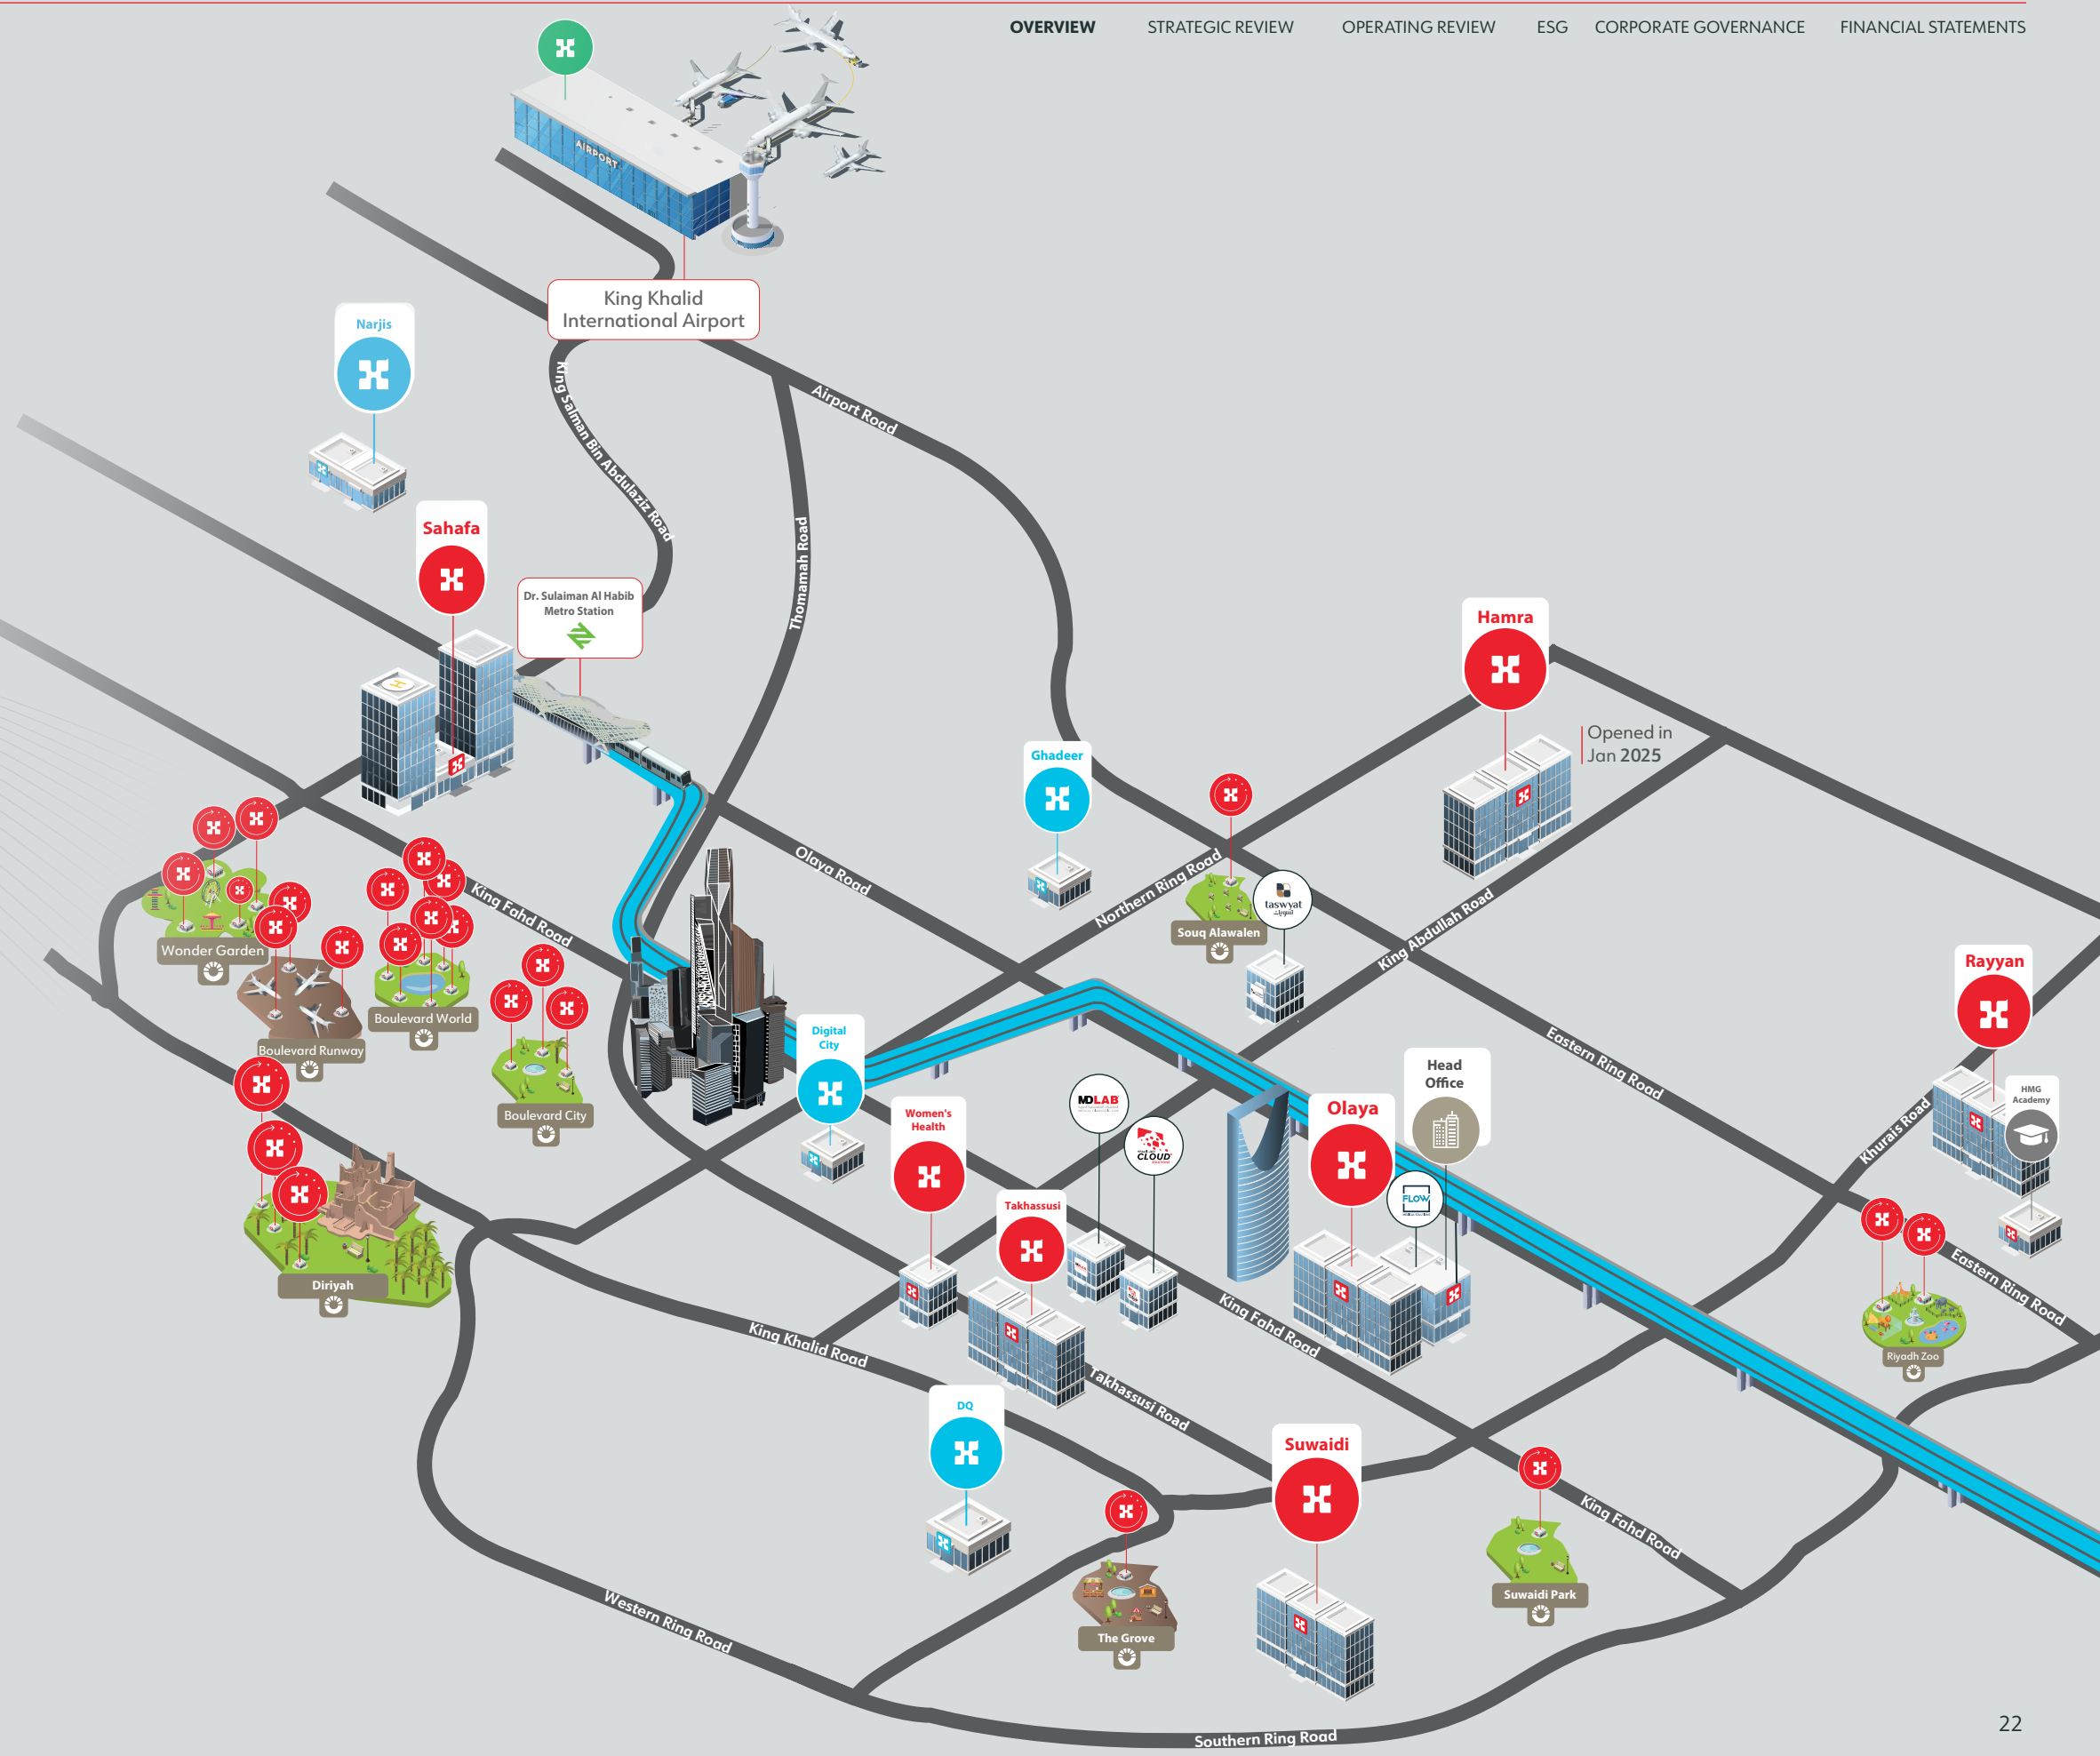 OVERVIEW
STRATEGIC REVIEW
OPERATING REVIEW
ESG
CORPORATE GOVERNANCE
FINANCIAL STATEMENTS
AIRPORT
King Khalid
International Airport
Narjis
King Salman Bin Abdulaziz Road
Airport Road
Sahafa
Dr. Sulaiman Al Habib
Metro Station
Thomamah Road
Hamra
Opened in
Jan 2025
Ghadeer
Olaya Road
Northern Ring Road
taswyat
Souq Alawalen
King Abdullah Road
King Fahd Road
Wonder Garden
Boulevard World
Boulevard Runway
Boulevard City
Rayyan
Digital
City
Eastern Ring Road
Head
Office
HMG
Academy
Women's
Health
MDLAB
CLOUD
Olaya
Khurais Road
FLOW
Takhassusi
Diriyah
Eastern Ring Road
King Khalid Road
King Fahd Road
Riyadh Zoo
Takhassusi Road
DQ
Suwaidi
King Fahd Road
Suwaidi Park
Western Ring Road
The Grove
Southern Ring Road
22